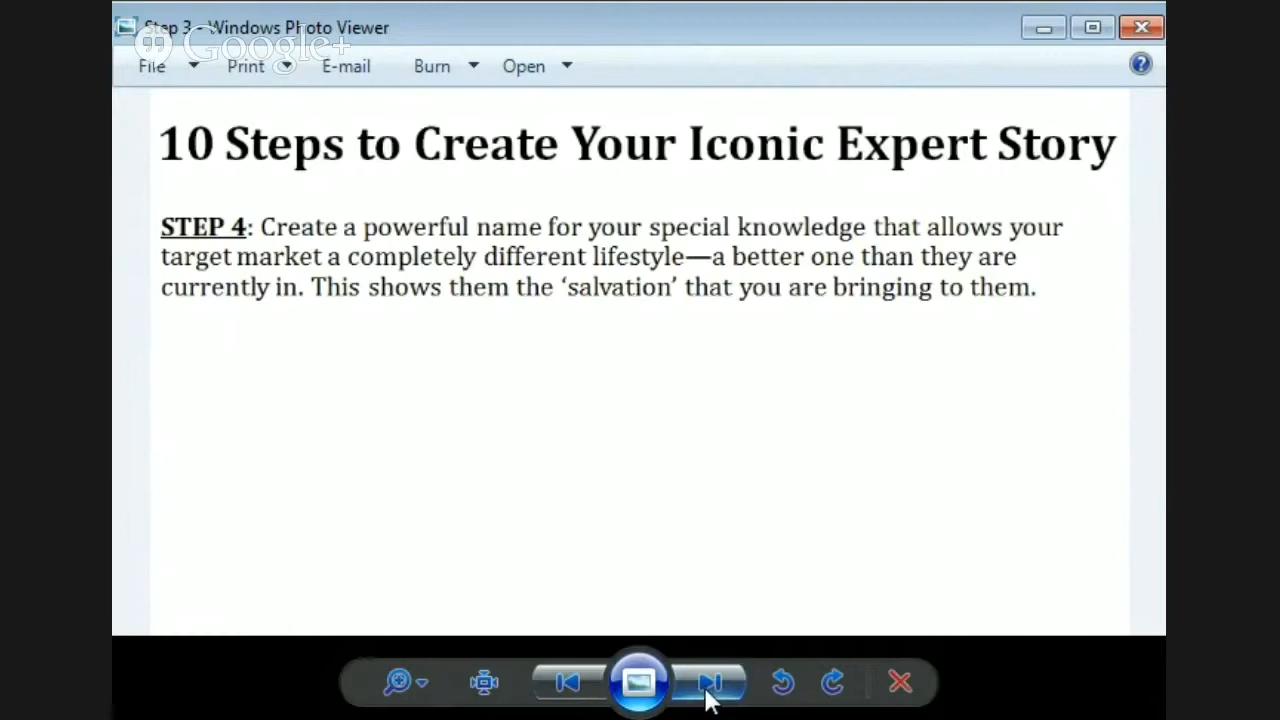 Step 3 - Windows Photo Viewer
Google+
File Print E-mail Burn Open
10 Steps to Create Your Iconic Expert Story
STEP 4: Create a powerful name for your special knowledge that allows your
target market a completely different lifestyle—a better one than they are
currently in. This shows them the ‘salvation’ that you are bringing to them.